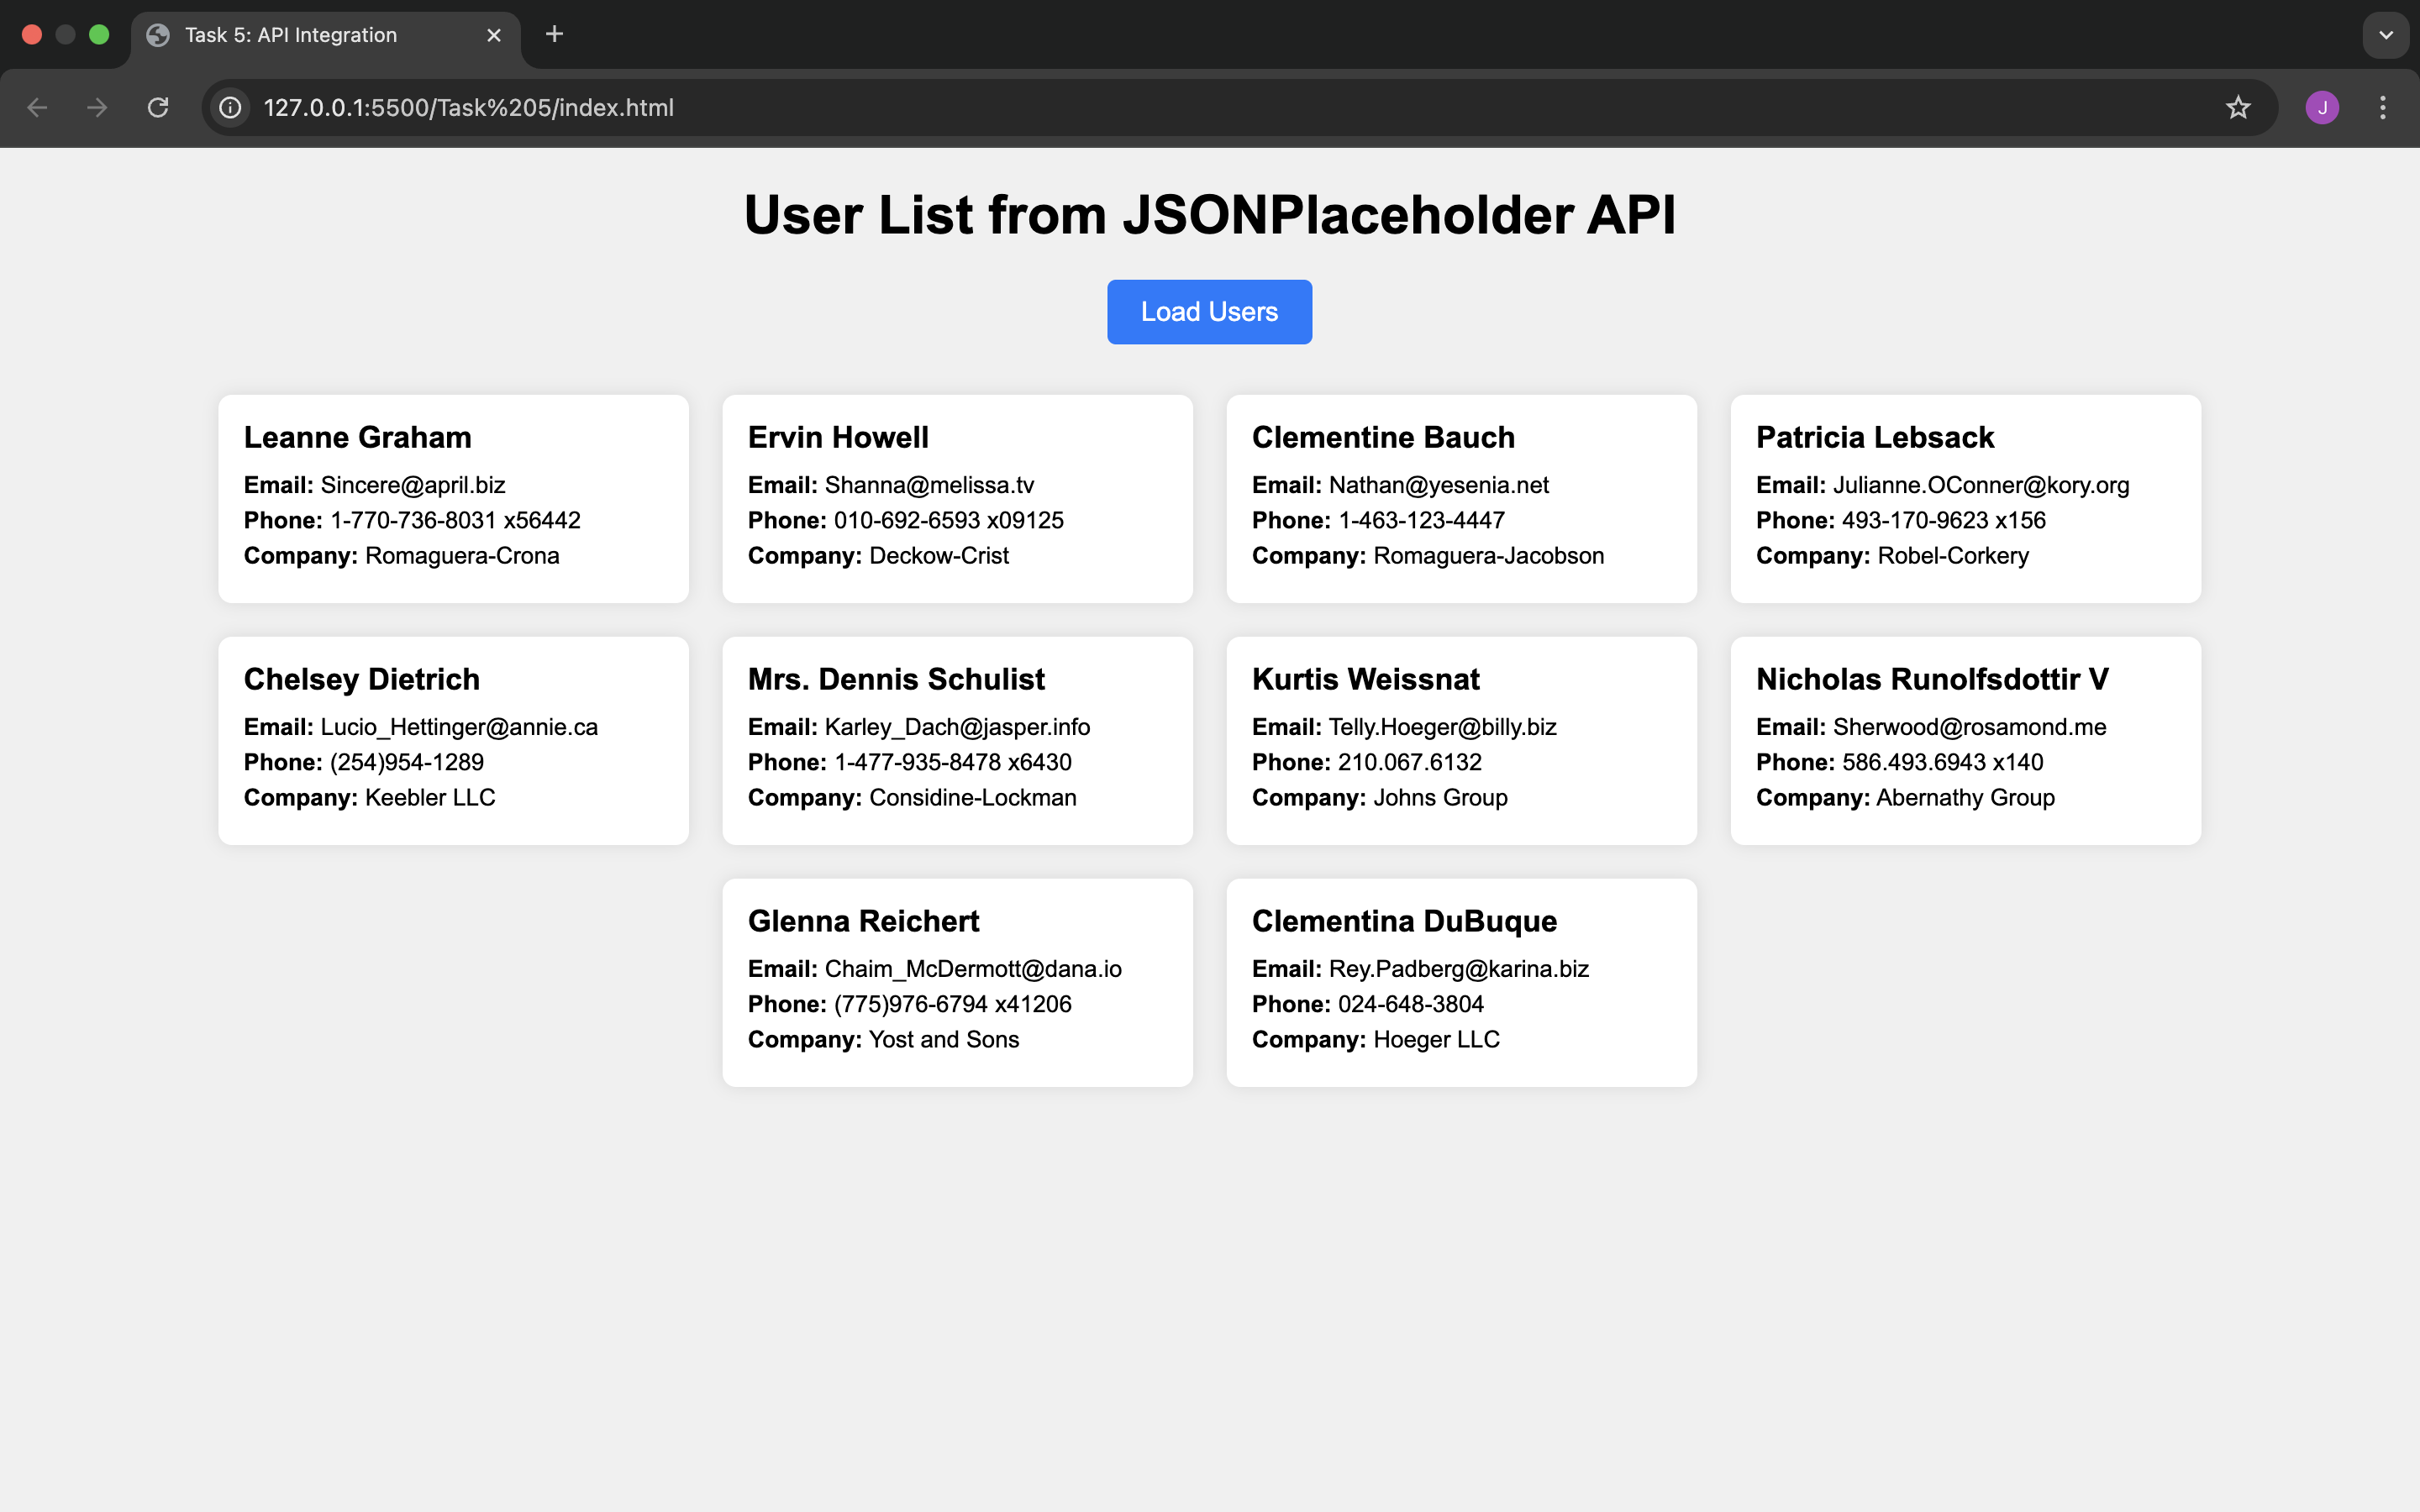 Task 5: API Integration
127.0.0.1:5500/Task%205/index.html
J
User List from JSONPlaceholder API
Load Users
Leanne Graham
Email: Sincere@april.biz
Phone: 1-770-736-8031 x56442
Company: Romaguera-Crona
Ervin Howell
Email: Shanna@melissa.tv
Phone: 010-692-6593 x09125
Company: Deckow-Crist
Clementine Bauch
Email: Nathan@yesenia.net
Phone: 1-463-123-4447
Company: Romaguera-Jacobson
Patricia Lebsack
Email: Julianne.OConner@kory.org
Phone: 493-170-9623 x156
Company: Robel-Corkery
Chelsey Dietrich
Email: Lucio_Hettinger@annie.ca
Phone: (254)954-1289
Company: Keebler LLC
Mrs. Dennis Schulist
Email: Karley_Dach@jasper.info
Phone: 1-477-935-8478 x6430
Company: Considine-Lockman
Kurtis Weissnat
Email: Telly.Hoeger@billy.biz
Phone: 210.067.6132
Company: Johns Group
Nicholas Runolfsdottir V
Email: Sherwood@rosamond.me
Phone: 586.493.6943 x140
Company: Abernathy Group
Glenna Reichert
Email: Chaim_McDermott@dana.io
Phone: (775)976-6794 x41206
Company: Yost and Sons
Clementina DuBuque
Email: Rey.Padberg@karina.biz
Phone: 024-648-3804
Company: Hoeger LLC